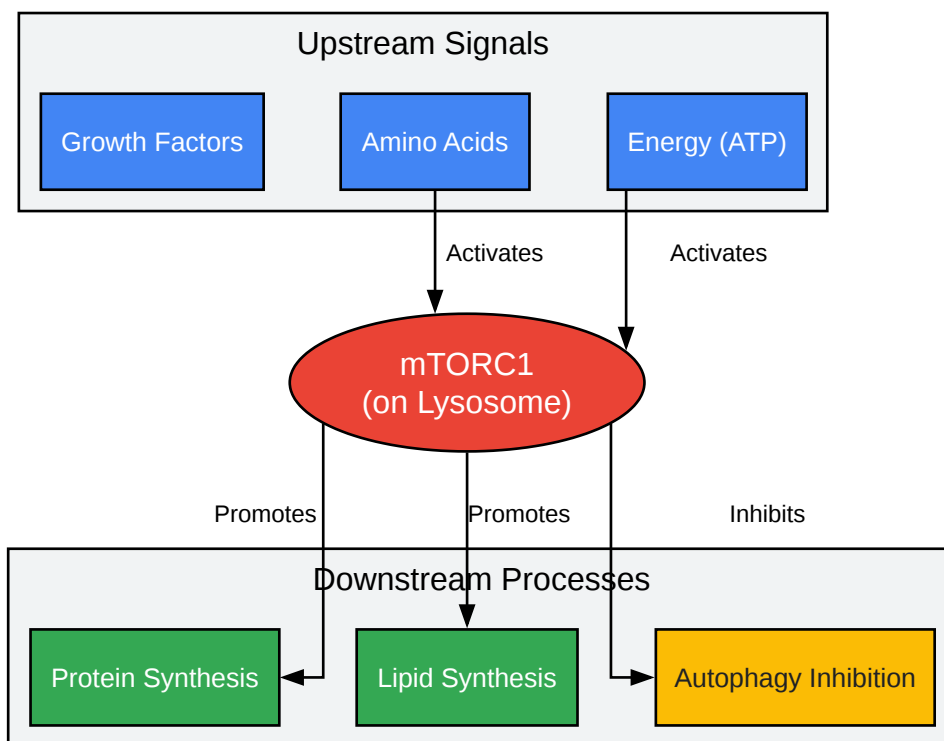 Upstream Signals
Growth Factors
Amino Acids
Energy (ATP)
Activates
Activates
mTORC1
(on Lysosome)
Promotes
Promotes
Inhibits
Downstream Processes
Protein Synthesis
Lipid Synthesis
Autophagy Inhibition